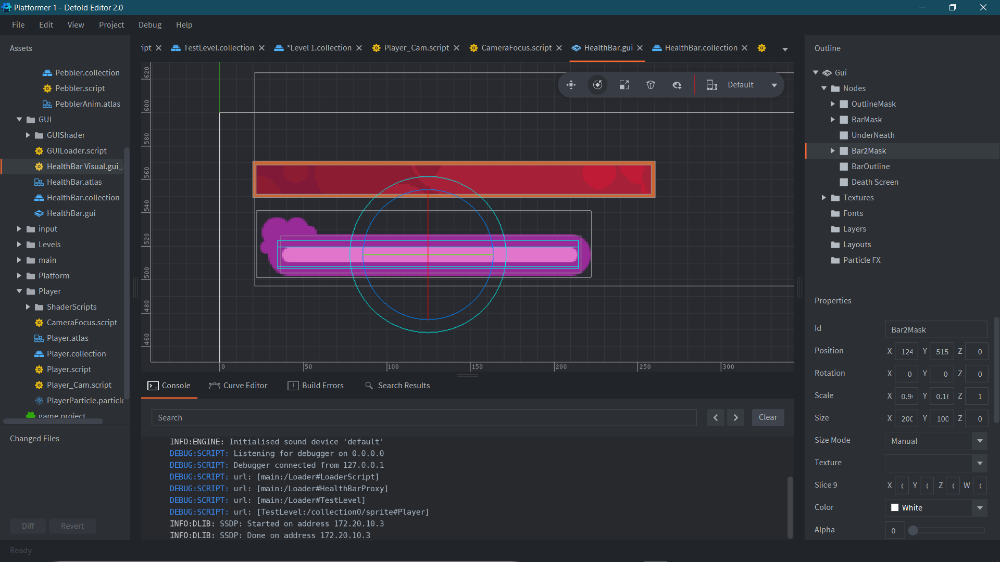 Platformer 1 - Defold Editor 2.0
File Edit View Project Debug Help
Assets
Pebbler.collection
Pebbler.script
PebblerAnim.atlas
GUI
GUIShader
GUILoader.script
HealthBar Visual.gui_
HealthBar.atlas
HealthBar.collection
HealthBar.gui
input
Levels
main
Platform
Player
ShaderScripts
CameraFocus.script
Player.atlas
Player.collection
Player.script
Player_Cam.script
PlayerParticle.particle
game.project
Changed Files
Diff Revert
Ready
ipt TestLevel.collection *Level 1.collection Player_Cam.script CameraFocus.script HealthBar.gui HealthBar.collection
Default
620
600
580
560
540
520
500
480
460
0 50 100 150 200 250 300
Console Curve Editor Build Errors Search Results
Search Clear
INFO:ENGINE: Initialised sound device 'default'
DEBUG:SCRIPT: Listening for debugger on 0.0.0.0
DEBUG:SCRIPT: Debugger connected from 127.0.0.1
DEBUG:SCRIPT: url: [main:/Loader#LoaderScript]
DEBUG:SCRIPT: url: [main:/Loader#HealthBarProxy]
DEBUG:SCRIPT: url: [main:/Loader#TestLevel]
DEBUG:SCRIPT: url: [TestLevel:/collection0/sprite#Player]
INFO:DLIB: SSDP: Started on address 172.20.10.3
INFO:DLIB: SSDP: Done on address 172.20.10.3
Outline
Gui
Nodes
OutlineMask
BarMask
UnderNeath
Bar2Mask
BarOutline
Death Screen
Textures
Fonts
Layers
Layouts
Particle FX
Properties
Id Bar2Mask
Position X 124 Y 515 Z 0
Rotation X 0 Y 0 Z 0
Scale X 0.9 Y 0.16 Z 1
Size X 200 Y 100 Z 0
Size Mode Manual
Texture
Slice 9 X Y Z W
Color White
Alpha 0